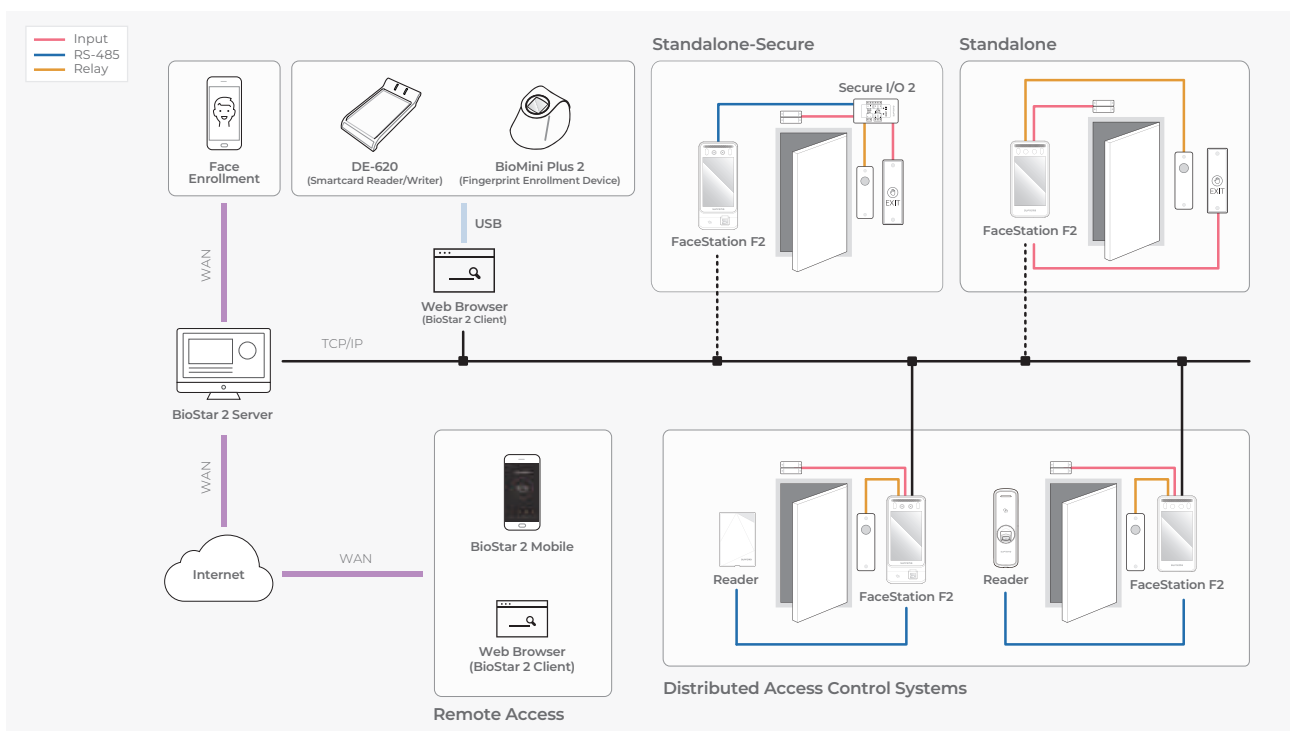 Input
RS-485
Relay
Standalone-Secure
Standalone
Face
Enrollment
DE-620
(Smartcard Reader/Writer)
BioMini Plus 2
(Fingerprint Enrollment Device)
Secure I/O 2
EXIT
FaceStation F2
EXIT
FaceStation F2
WAN
USB
Web Browser
(BioStar 2 Client)
TCP/IP
BioStar 2 Server
WAN
Internet
WAN
BioStar 2 Mobile
Web Browser
(BioStar 2 Client)
Remote Access
Reader
FaceStation F2
Reader
FaceStation F2
Distributed Access Control Systems